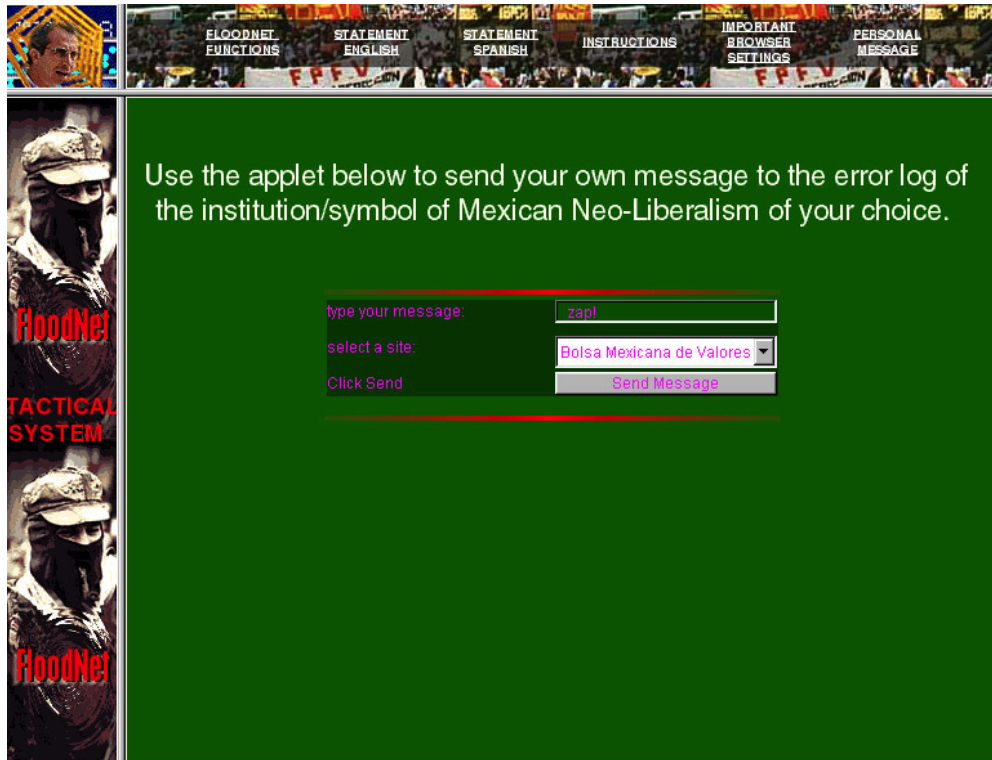 FLOODNET
FUNCTIONS
STATEMENT
ENGLISH
STATEMENT
SPANISH
INSTRUCTIONS
IMPORTANT
BROWSER
SETTINGS
PERSONAL
MESSAGE
FPFV
FPFV
FloodNet
TACTICAL
SYSTEM
FloodNet
Use the applet below to send your own message to the error log of
the institution/symbol of Mexican Neo-Liberalism of your choice.
type your message:
zap!
select a site:
Bolsa Mexicana de Valores
Click Send
Send Message